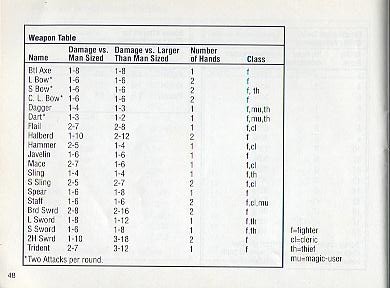 Weapon Table
Damage vs. Damage vs. Larger Number
Name Man Sized Than Man Sized of Hands Class
Btl Axe 1-8 1-8 1 f
L Bow* 1-6 1-6 2 f
S Bow* 1-6 1-6 2 f, th
C. L. Bow* 1-6 1-6 2 f
Dagger 1-4 1-3 1 f,mu,th
Dart* 1-3 1-2 1 f,mu,th
Flail 2-7 2-8 1 f,cl
Halberd 1-10 2-12 2 f
Hammer 2-5 1-4 1 f,cl
Javelin 1-6 1-6 1 f
Mace 2-7 1-6 1 f,cl
Sling 1-4 1-4 1 f,th
S Sling 2-5 2-7 2 f,cl
Spear 1-6 1-8 1 f
Staff 1-6 1-6 2 f,cl,mu
Brd Swrd 2-8 2-16 2 f
L Sword 1-8 1-12 1 f,th
S Sword 1-6 1-8 1 f,th
2H Swrd 1-10 3-18 2 f
Trident 2-7 3-12 1 f
*Two Attacks per round.
f=fighter
cl=cleric
th=thief
mu=magic-user
48